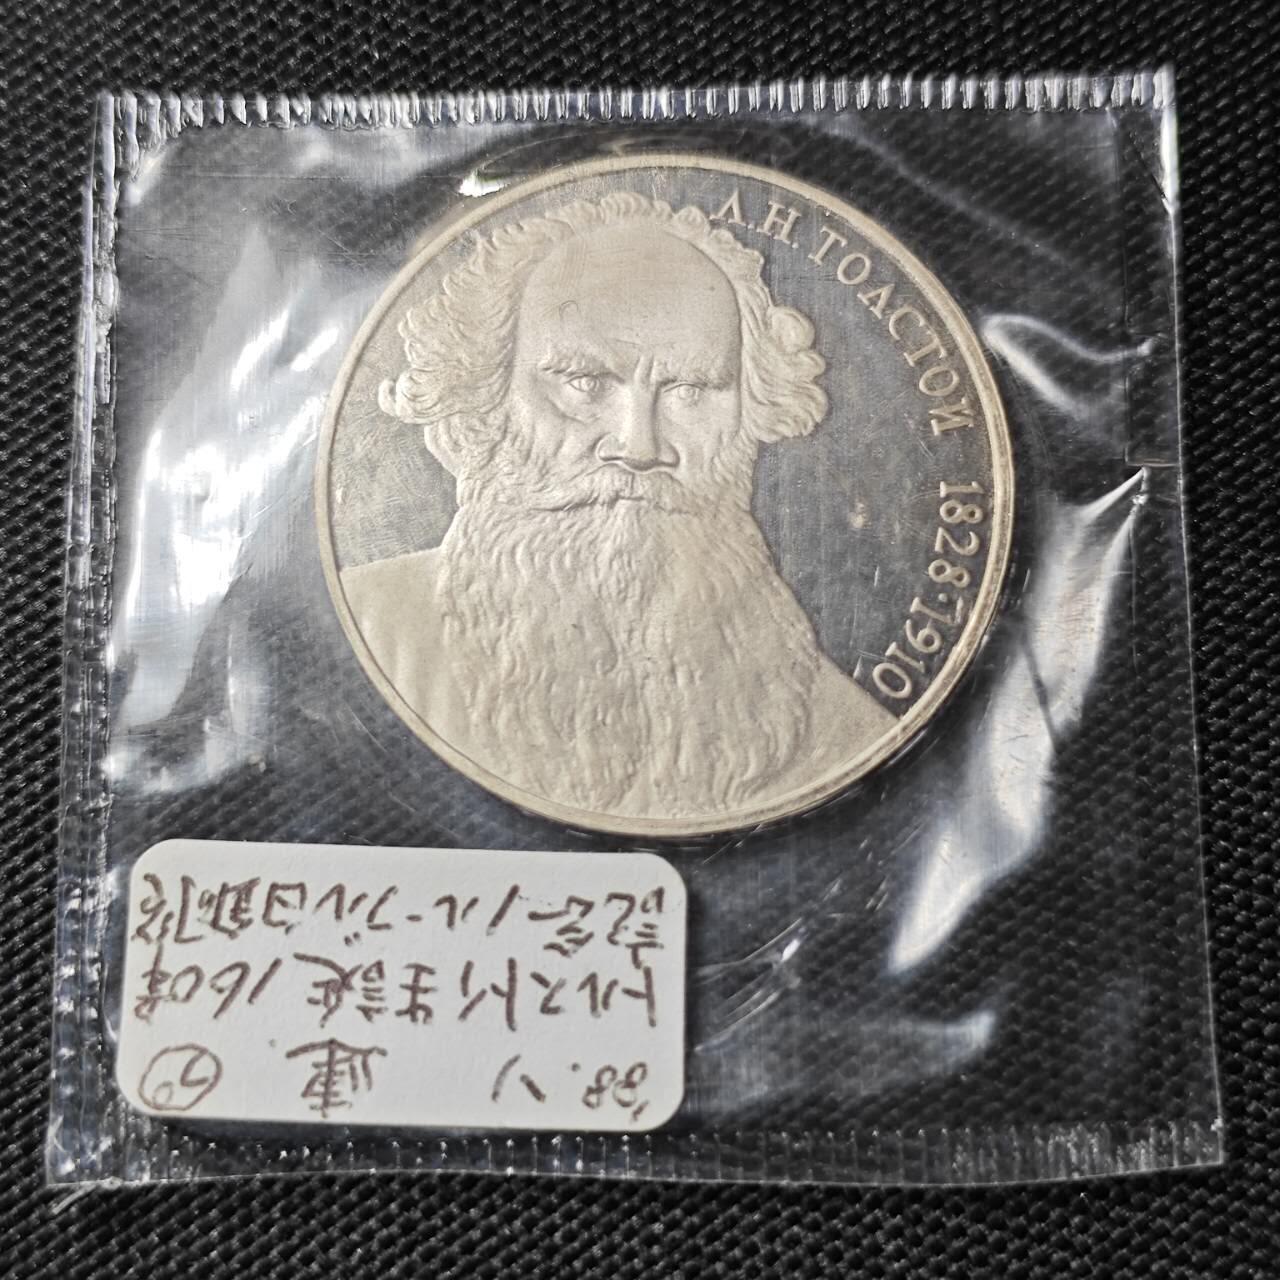 Л.Н. ТОЛСТОЙ 1828·1910
'88. ソ 連.
トルストイ生誕160年
記念1ルーブル白銅貨